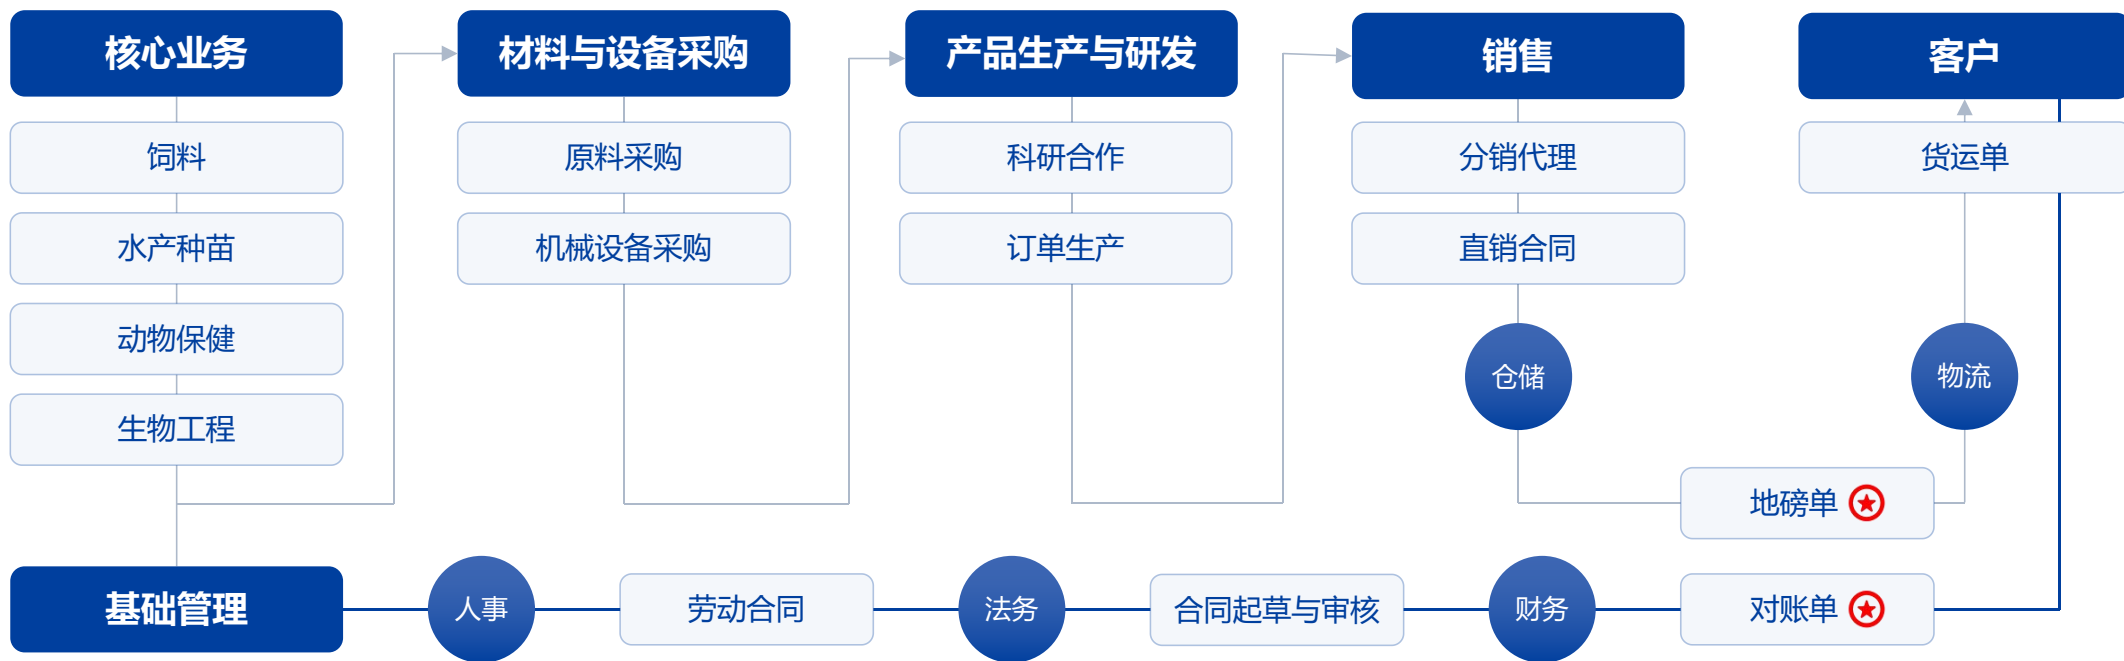 核心业务
饲料
水产种苗
动物保健
生物工程
材料与设备采购
原料采购
机械设备采购
产品生产与研发
科研合作
订单生产
销售
分销代理
直销合同
仓储
地磅单
客户
货运单
物流
基础管理
人事
劳动合同
法务
合同起草与审核
财务
对账单